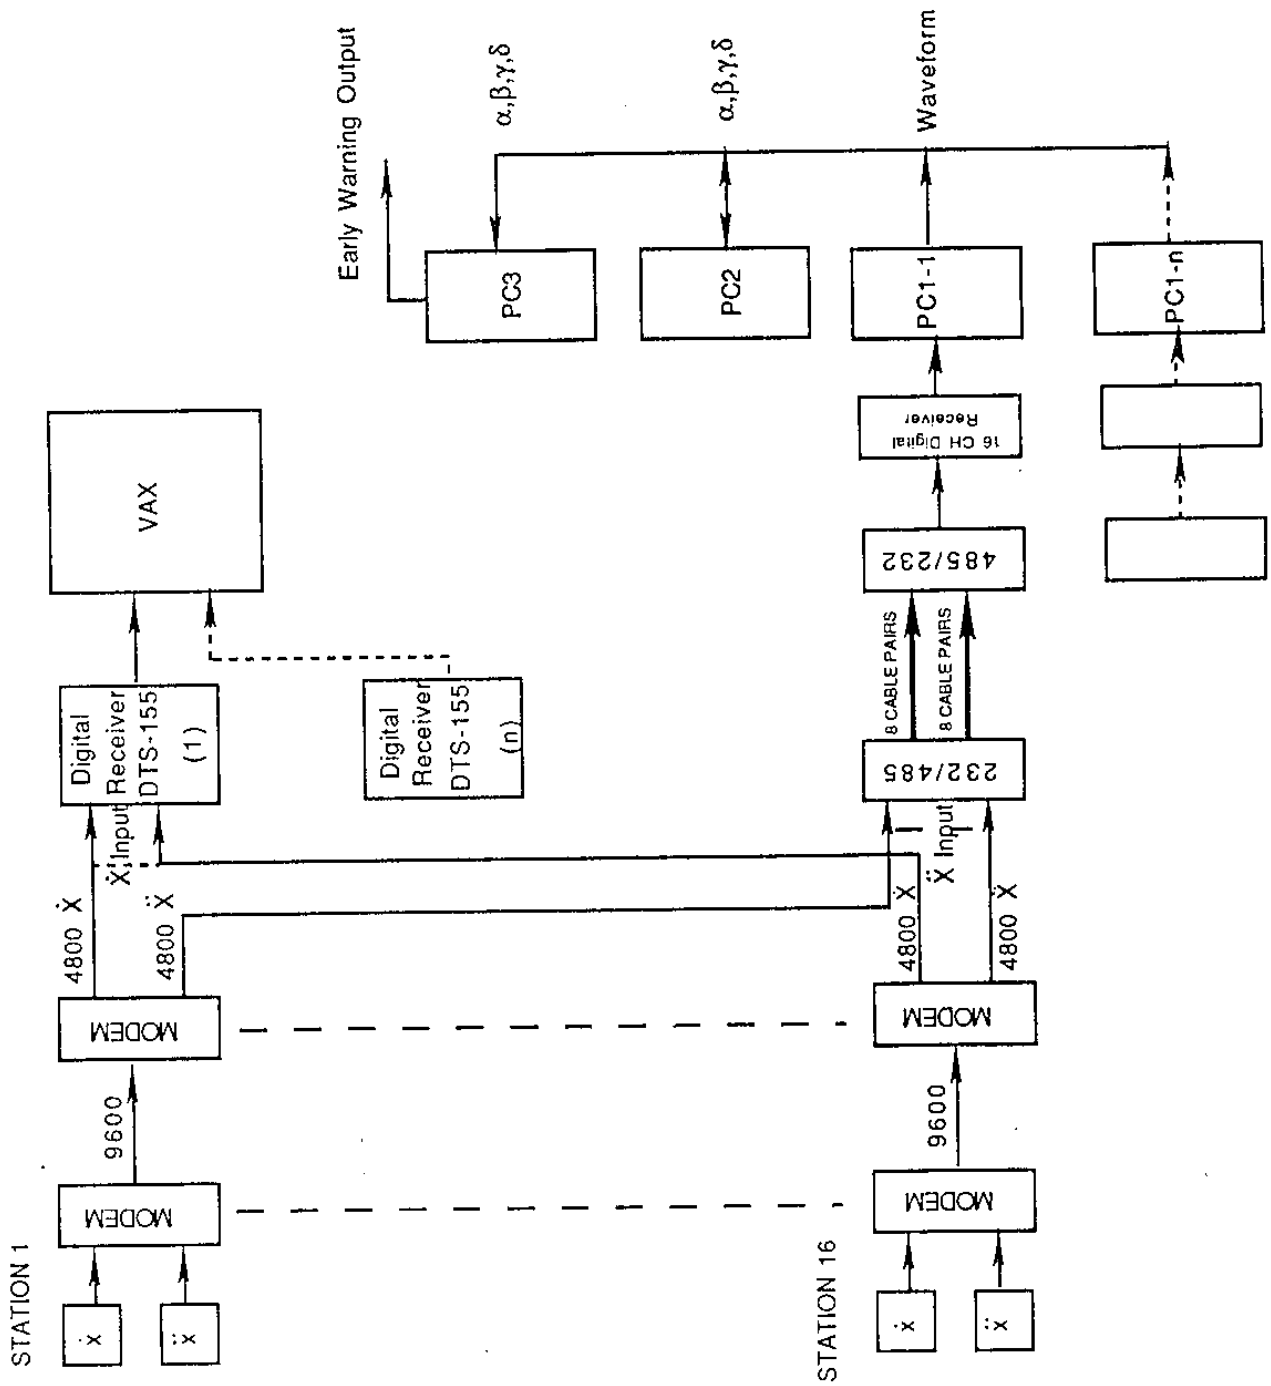 STATION 1
Ẋ
Ẍ
MODEM
9600
MODEM
4800 Ẋ
4800 Ẍ
Ẋ Input
Digital
Receiver
DTS-155
(1)
VAX
Digital
Receiver
DTS-155
(n)
STATION 16
Ẋ
Ẍ
MODEM
9600
MODEM
4800 Ẋ
4800 Ẍ
Ẍ Input
232/485
8 CABLE PAIRS
8 CABLE PAIRS
485/232
16 CH Digital
Receiver
PC1-1
Waveform
PC1-n
PC2
α,β,γ,δ
PC3
α,β,γ,δ
Early Warning Output